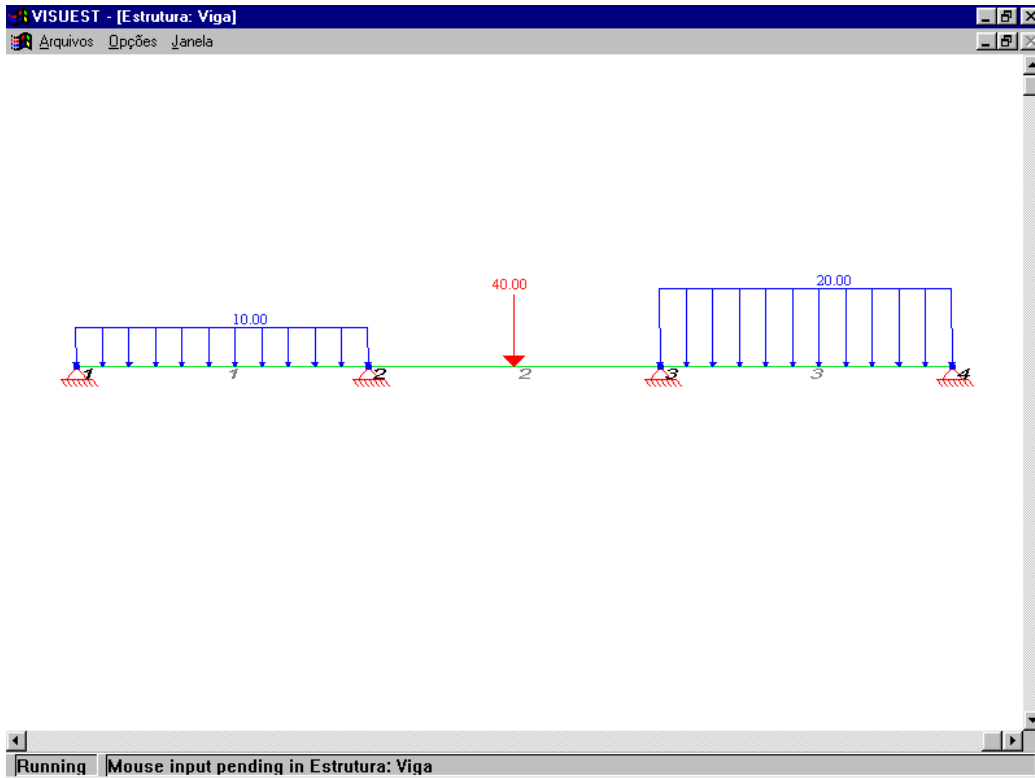 VISUEST - [Estrutura: Viga]
Arquivos Opções Janela
40.00
20.00
10.00
1 1 2 2 3 3 4
Running Mouse input pending in Estrutura: Viga